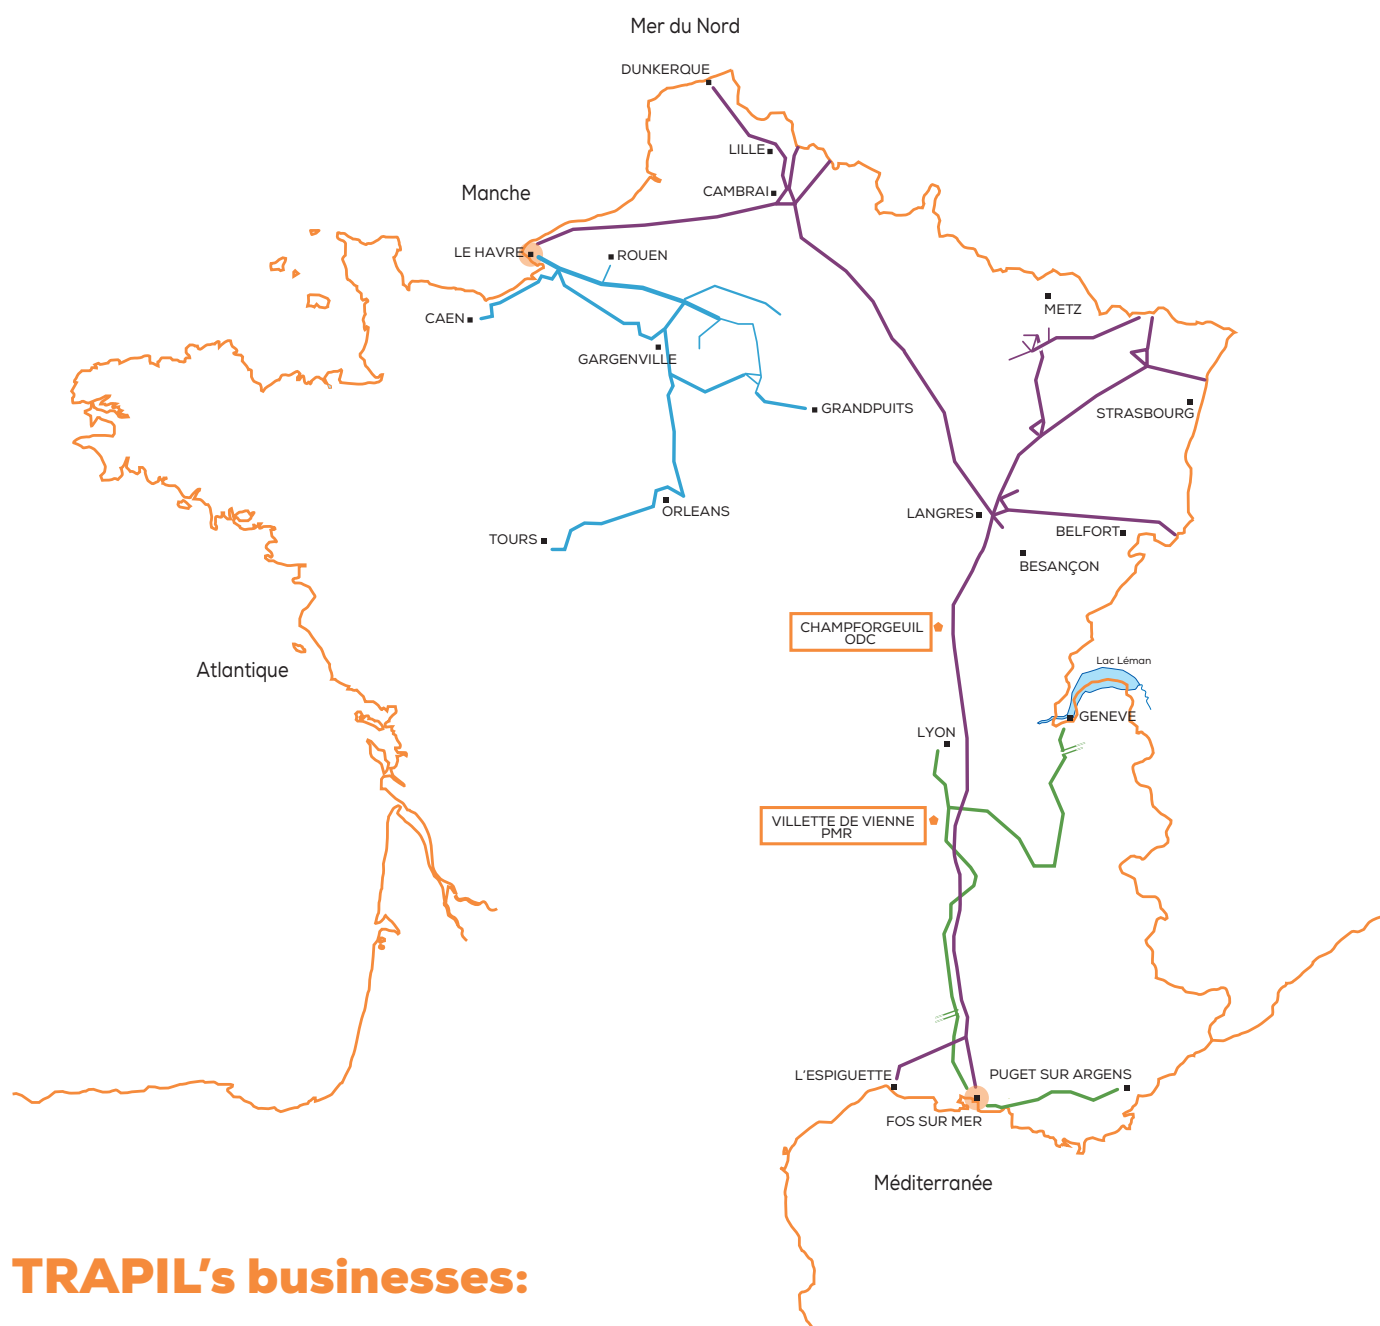 Mer du Nord
DUNKERQUE
LILLE
CAMBRAI
Manche
LE HAVRE
ROUEN
CAEN
METZ
GARGENVILLE
GRANDPUITS
STRASBOURG
ORLEANS
LANGRES
TOURS
BELFORT
BESANÇON
CHAMPFORGEUIL
ODC
Atlantique
Lac Léman
GENEVE
LYON
VILLETTE DE VIENNE
PMR
L'ESPIGUETTE
PUGET SUR ARGENS
FOS SUR MER
Méditerranée
TRAPIL's businesses: